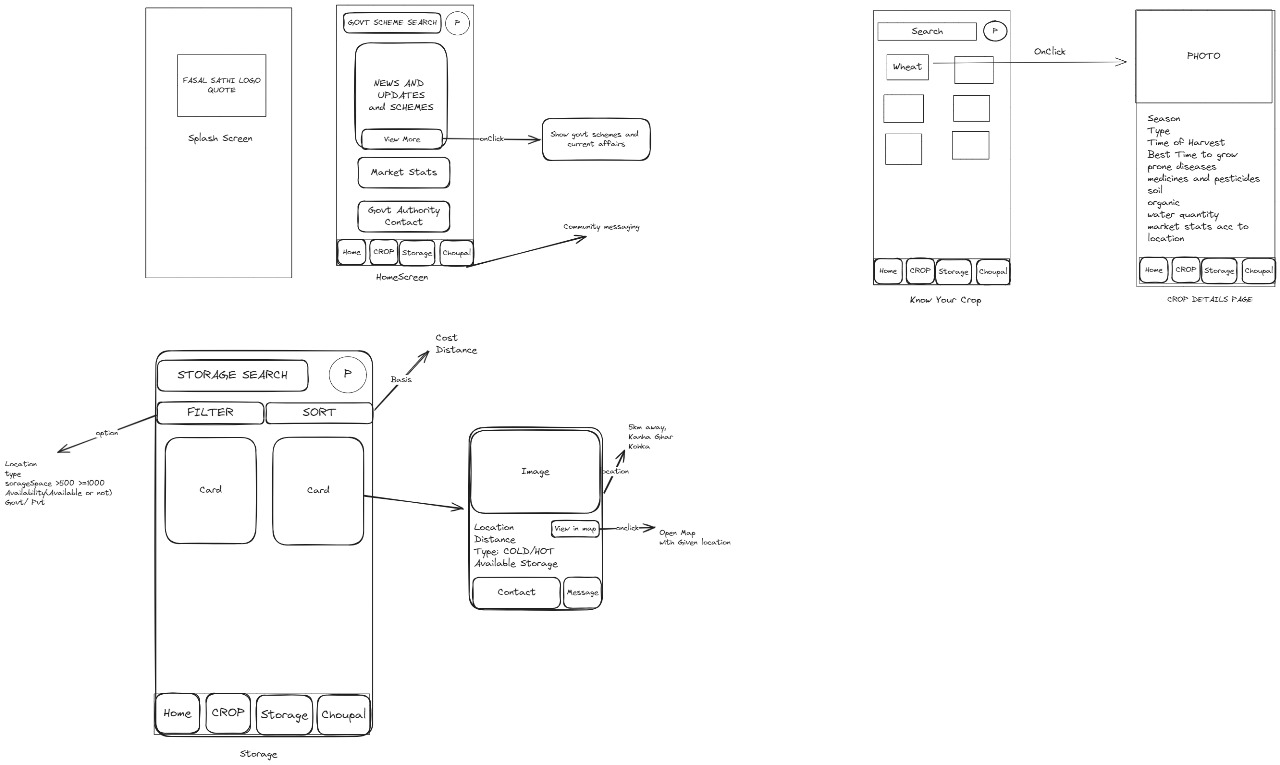 FASAL SATHI LOGO
QUOTE
Splash Screen
GOVT SCHEME SEARCH
P
NEWS AND
UPDATES
and SCHEMES
View More
onClick
Show govt schemes and
current affairs
Market Stats
Govt Authority
Contact
Home
CROP
Storage
Choupal
HomeScreen
Community messaging
Search
P
Wheat
OnClick
Home
CROP
Storage
Choupal
Know Your Crop
PHOTO
Season
Type
Time of Harvest
Best Time to grow
prone diseases
medicines and pesticides
soil
organic
water quantity
market stats acc to
location
Home
CROP
Storage
Choupal
CROP DETAILS PAGE
STORAGE SEARCH
P
FILTER
SORT
option
Location
type
sorageSpace >500 >=1000
Availability(Available or not)
Govt/ Pvt
Basis
Cost
Distance
Card
Card
Home
CROP
Storage
Choupal
Storage
Image
ocation
5km away,
Kanha Ghar
Kohka
Location
Distance
Type: COLD/HOT
Available Storage
View in map
onclick
Open Map
with Given location
Contact
Message